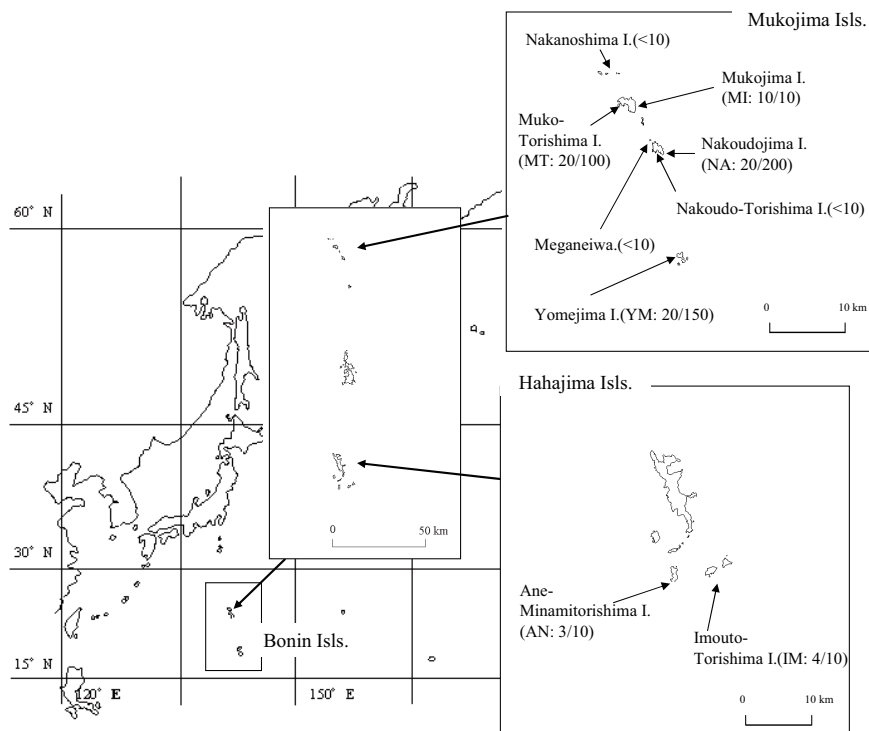 Mukojima Isls.
Nakanoshima I.(<10)
Mukojima I.
(MI: 10/10)
Muko-
Torishima I.
(MT: 20/100)
Nakoudojima I.
(NA: 20/200)
Nakoudo-Torishima I.(<10)
Meganeiwa.(<10)
Yomejima I.(YM: 20/150)
0 10 km
60° N
45° N
30° N
15° N
120° E
150° E
0 50 km
Bonin Isls.
Hahajima Isls.
Ane-
Minamitorishima I.
(AN: 3/10)
Imouto-
Torishima I.(IM: 4/10)
0 10 km